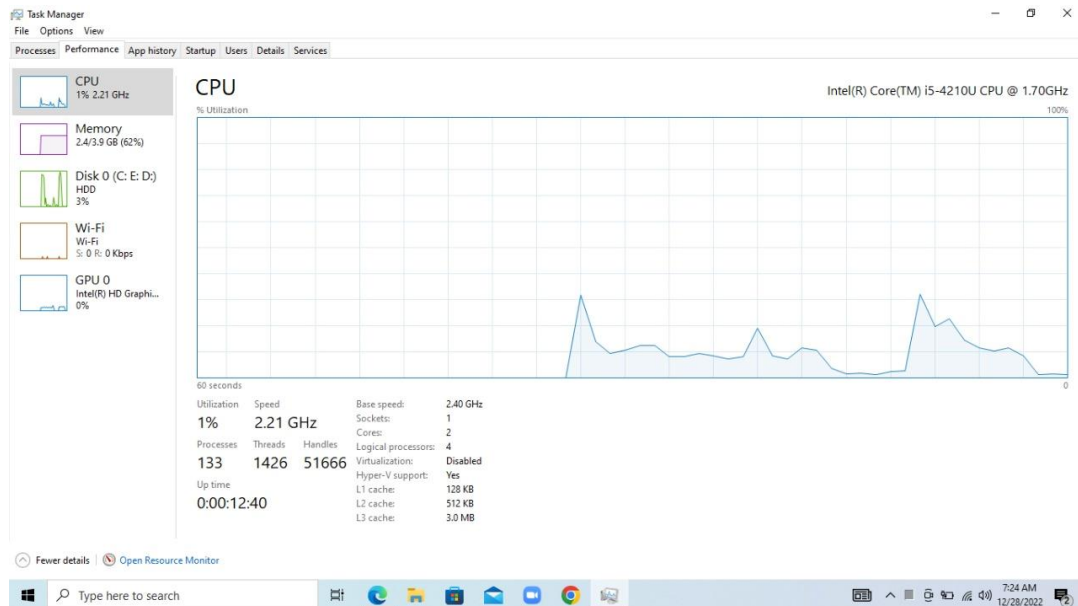 Task Manager
File Options View
Processes Performance App history Startup Users Details Services
CPU
1% 2.21 GHz
Memory
2.4/3.9 GB (62%)
Disk 0 (C: E: D:)
HDD
3%
Wi-Fi
Wi-Fi
S: 0 R: 0 Kbps
GPU 0
Intel(R) HD Graphi...
0%
CPU
Intel(R) Core(TM) i5-4210U CPU @ 1.70GHz
% Utilization
100%
60 seconds
0
Utilization Speed
1% 2.21 GHz
Processes Threads Handles
133 1426 51666
Up time
0:00:12:40
Base speed: 2.40 GHz
Sockets: 1
Cores: 2
Logical processors: 4
Virtualization: Disabled
Hyper-V support: Yes
L1 cache: 128 KB
L2 cache: 512 KB
L3 cache: 3.0 MB
Fewer details Open Resource Monitor
Type here to search
7:24 AM
12/28/2022
2